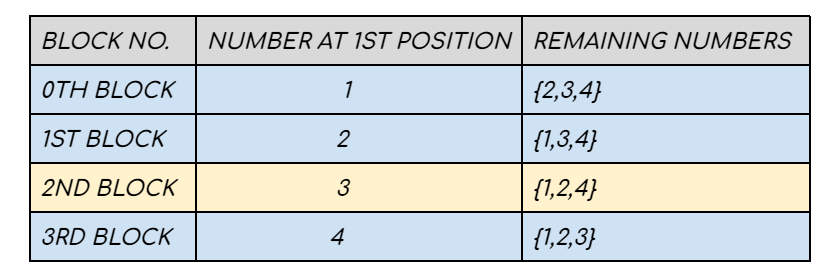 BLOCK NO. NUMBER AT 1ST POSITION REMAINING NUMBERS
0TH BLOCK 1 {2,3,4}
1ST BLOCK 2 {1,3,4}
2ND BLOCK 3 {1,2,4}
3RD BLOCK 4 {1,2,3}